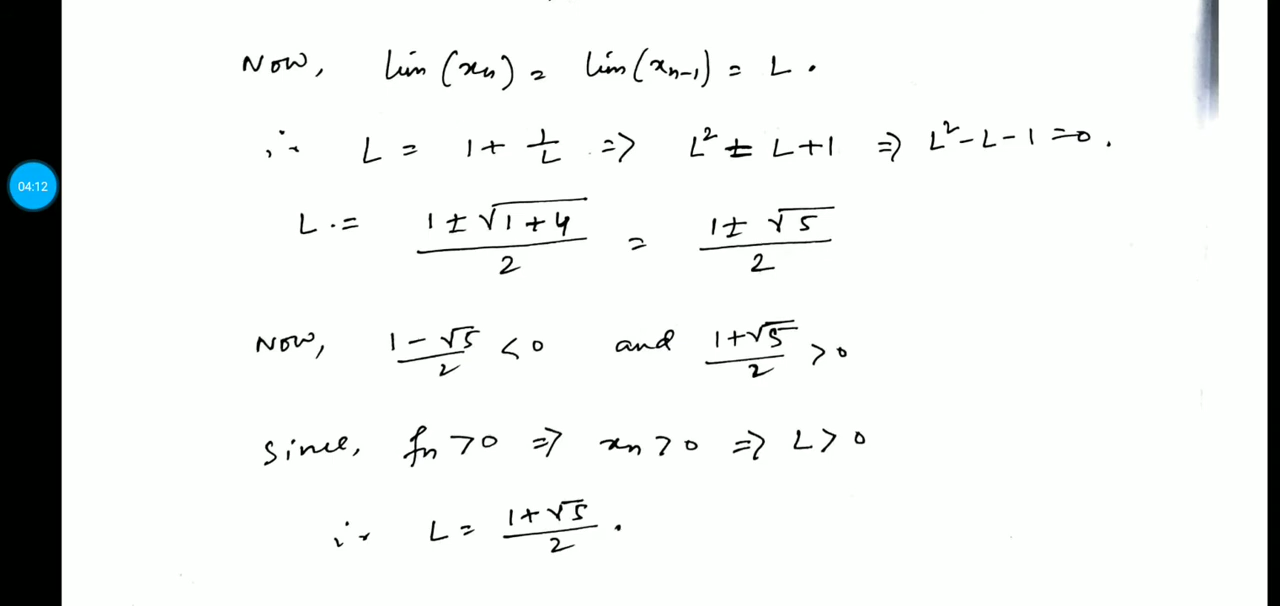 Now, lim (xn) = lim (xn-1) = L .
04:12
∴ L = 1 + 1/L => L² = L+1 => L² - L - 1 = 0.
L = (1 ± √1+4)/2 = (1 ± √5)/2
Now, (1 - √5)/2 < 0 and (1+√5)/2 > 0
Since, fn > 0 => xn > 0 => L > 0
∴ L = (1+√5)/2 .